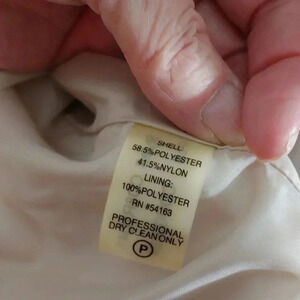 SHELL:
58.5%POLYESTER
41.5%NYLON
LINING:
100%POLYESTER
RN #54163
PROFESSIONAL
DRY CLEAN ONLY
P